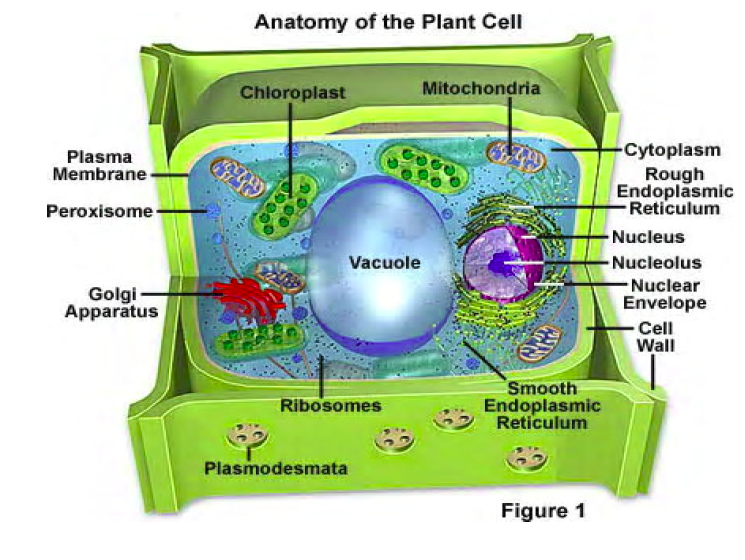 Anatomy of the Plant Cell
Chloroplast
Mitochondria
Plasma
Membrane
Cytoplasm
Rough
Endoplasmic
Reticulum
Peroxisome
Nucleus
Vacuole
Nucleolus
Golgi
Apparatus
Nuclear
Envelope
Cell
Wall
Ribosomes
Smooth
Endoplasmic
Reticulum
Plasmodesmata
Figure 1